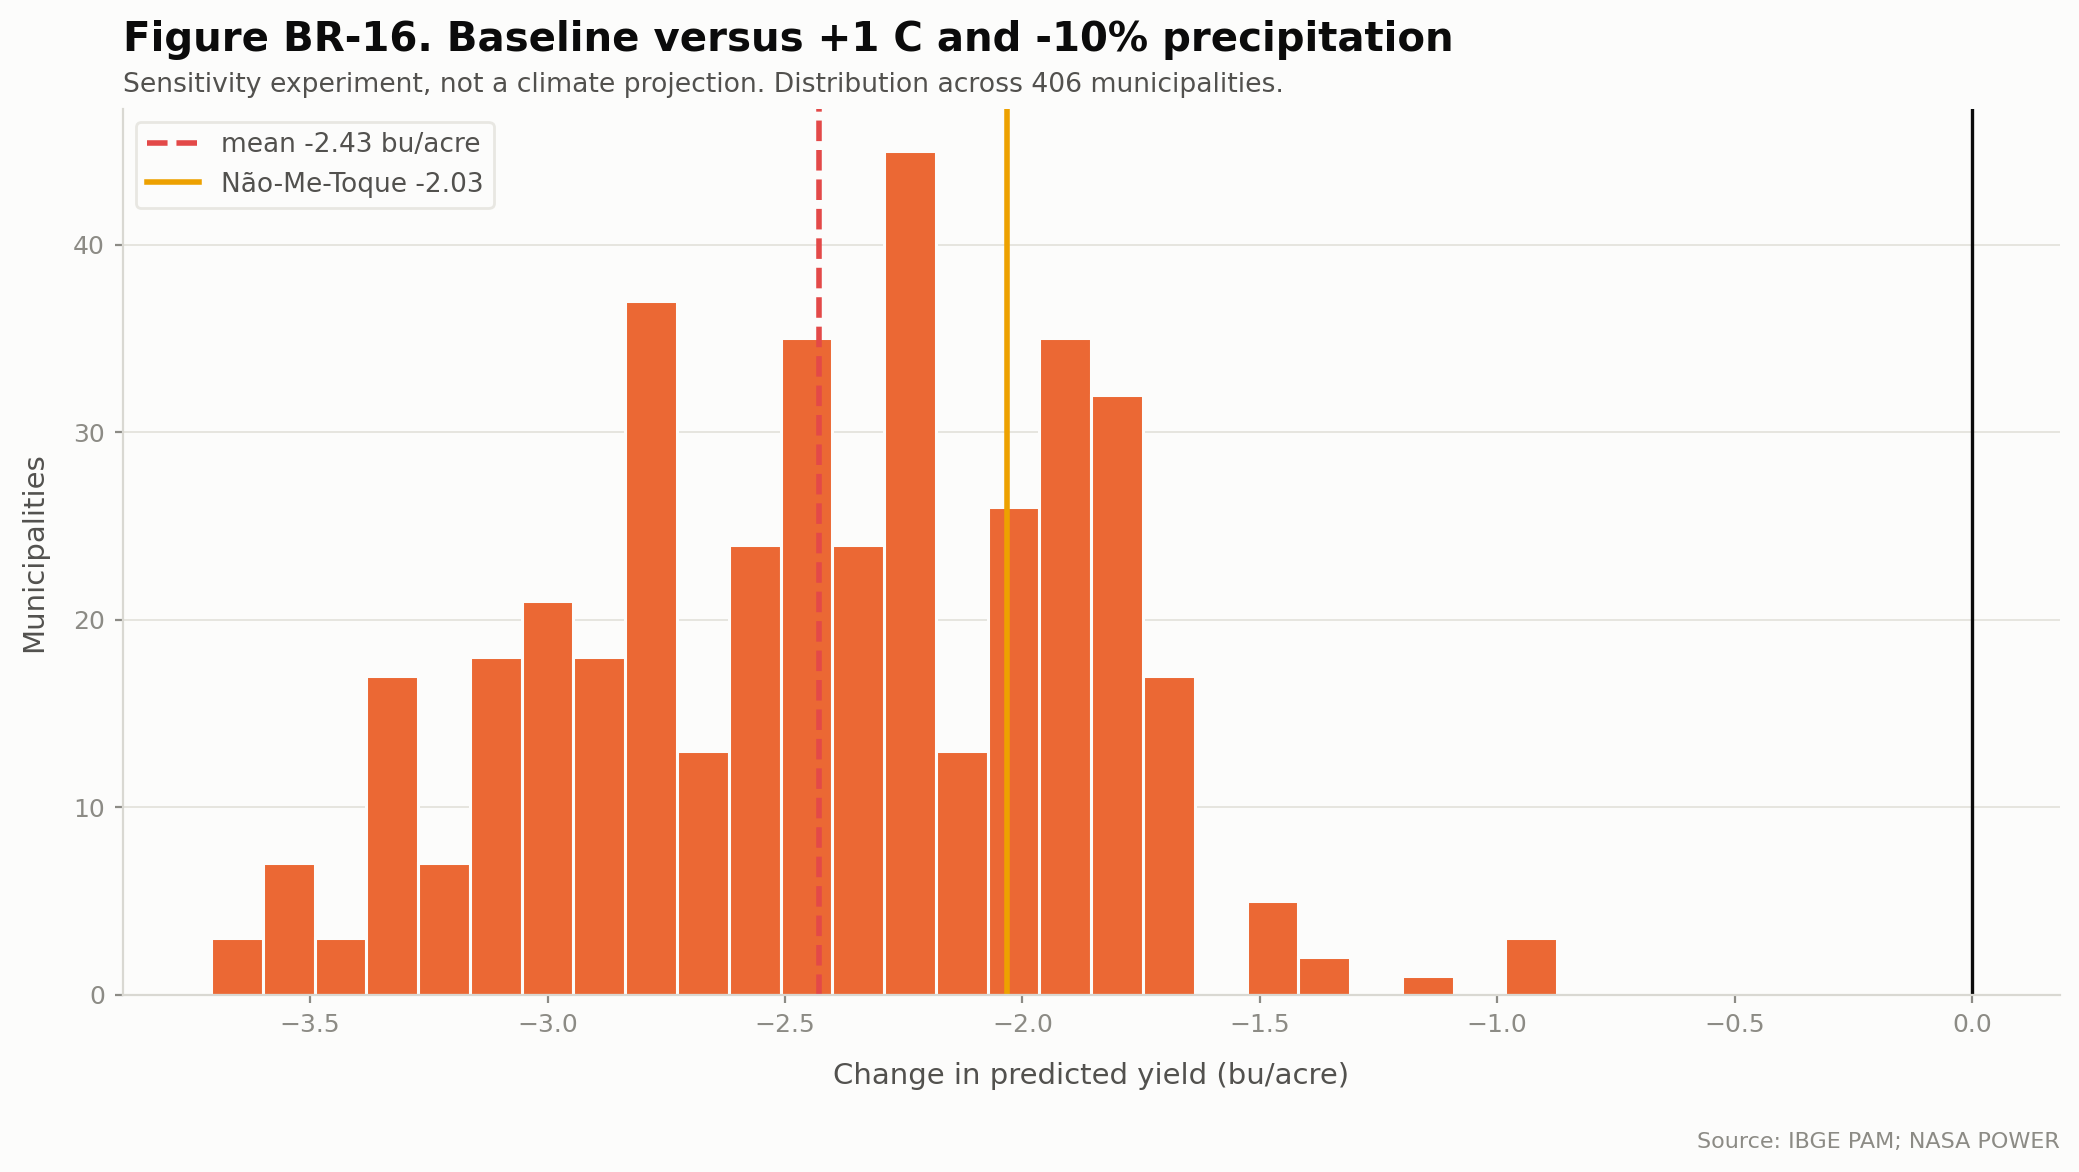 Figure BR-16. Baseline versus +1 C and -10% precipitation
Sensitivity experiment, not a climate projection. Distribution across 406 municipalities.
mean -2.43 bu/acre
Não-Me-Toque -2.03
Municipalities
40
30
20
10
0
−3.5
−3.0
−2.5
−2.0
−1.5
−1.0
−0.5
0.0
Change in predicted yield (bu/acre)
Source: IBGE PAM; NASA POWER